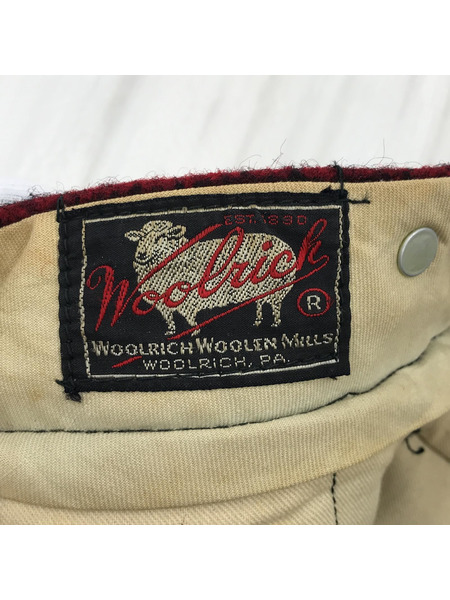 EST. 1830
Woolrich
R
WOOLRICH WOOLEN MILLS
WOOLRICH, PA.